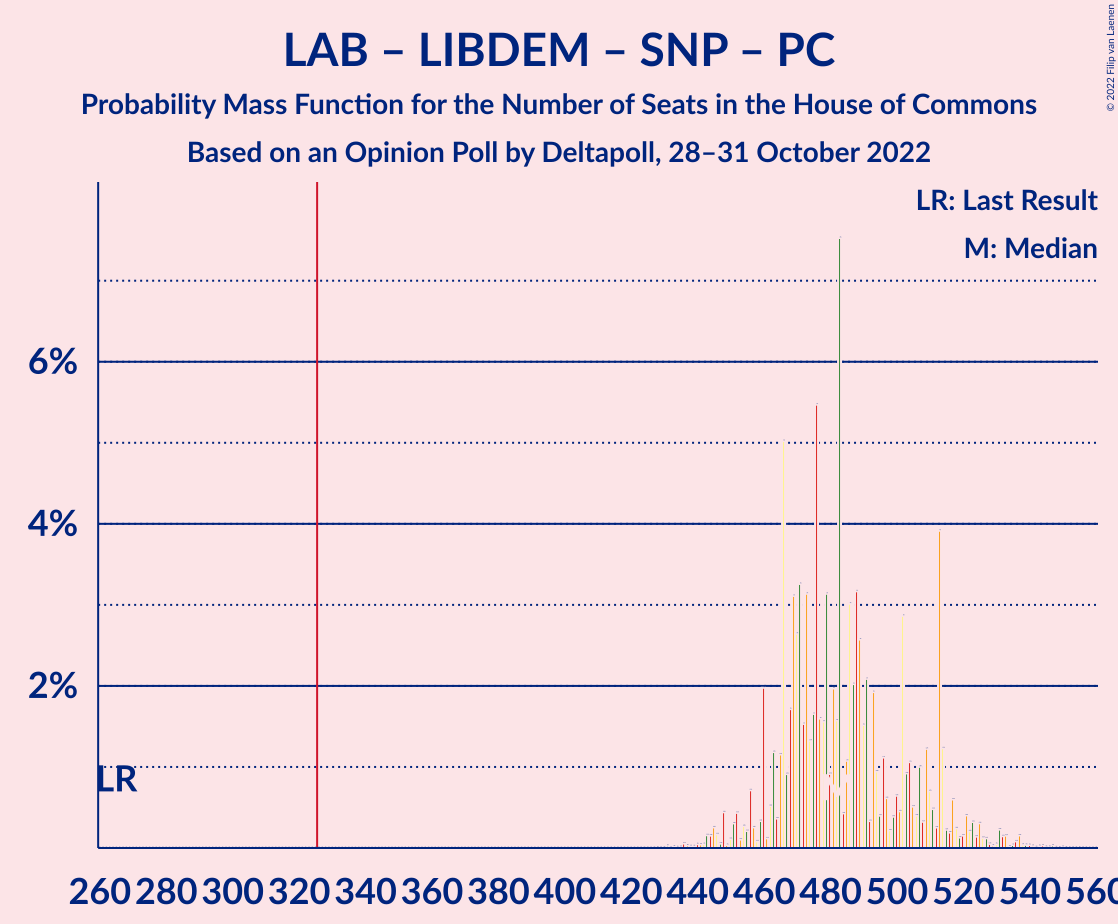 LAB – LIBDEM – SNP – PC
Probability Mass Function for the Number of Seats in the House of Commons
Based on an Opinion Poll by Deltapoll, 28–31 October 2022
© 2022 Filip van Laenen
LR: Last Result
M: Median
6%
4%
2%
LR
260 280 300 320 340 360 380 400 420 440 460 480 500 520 540 560